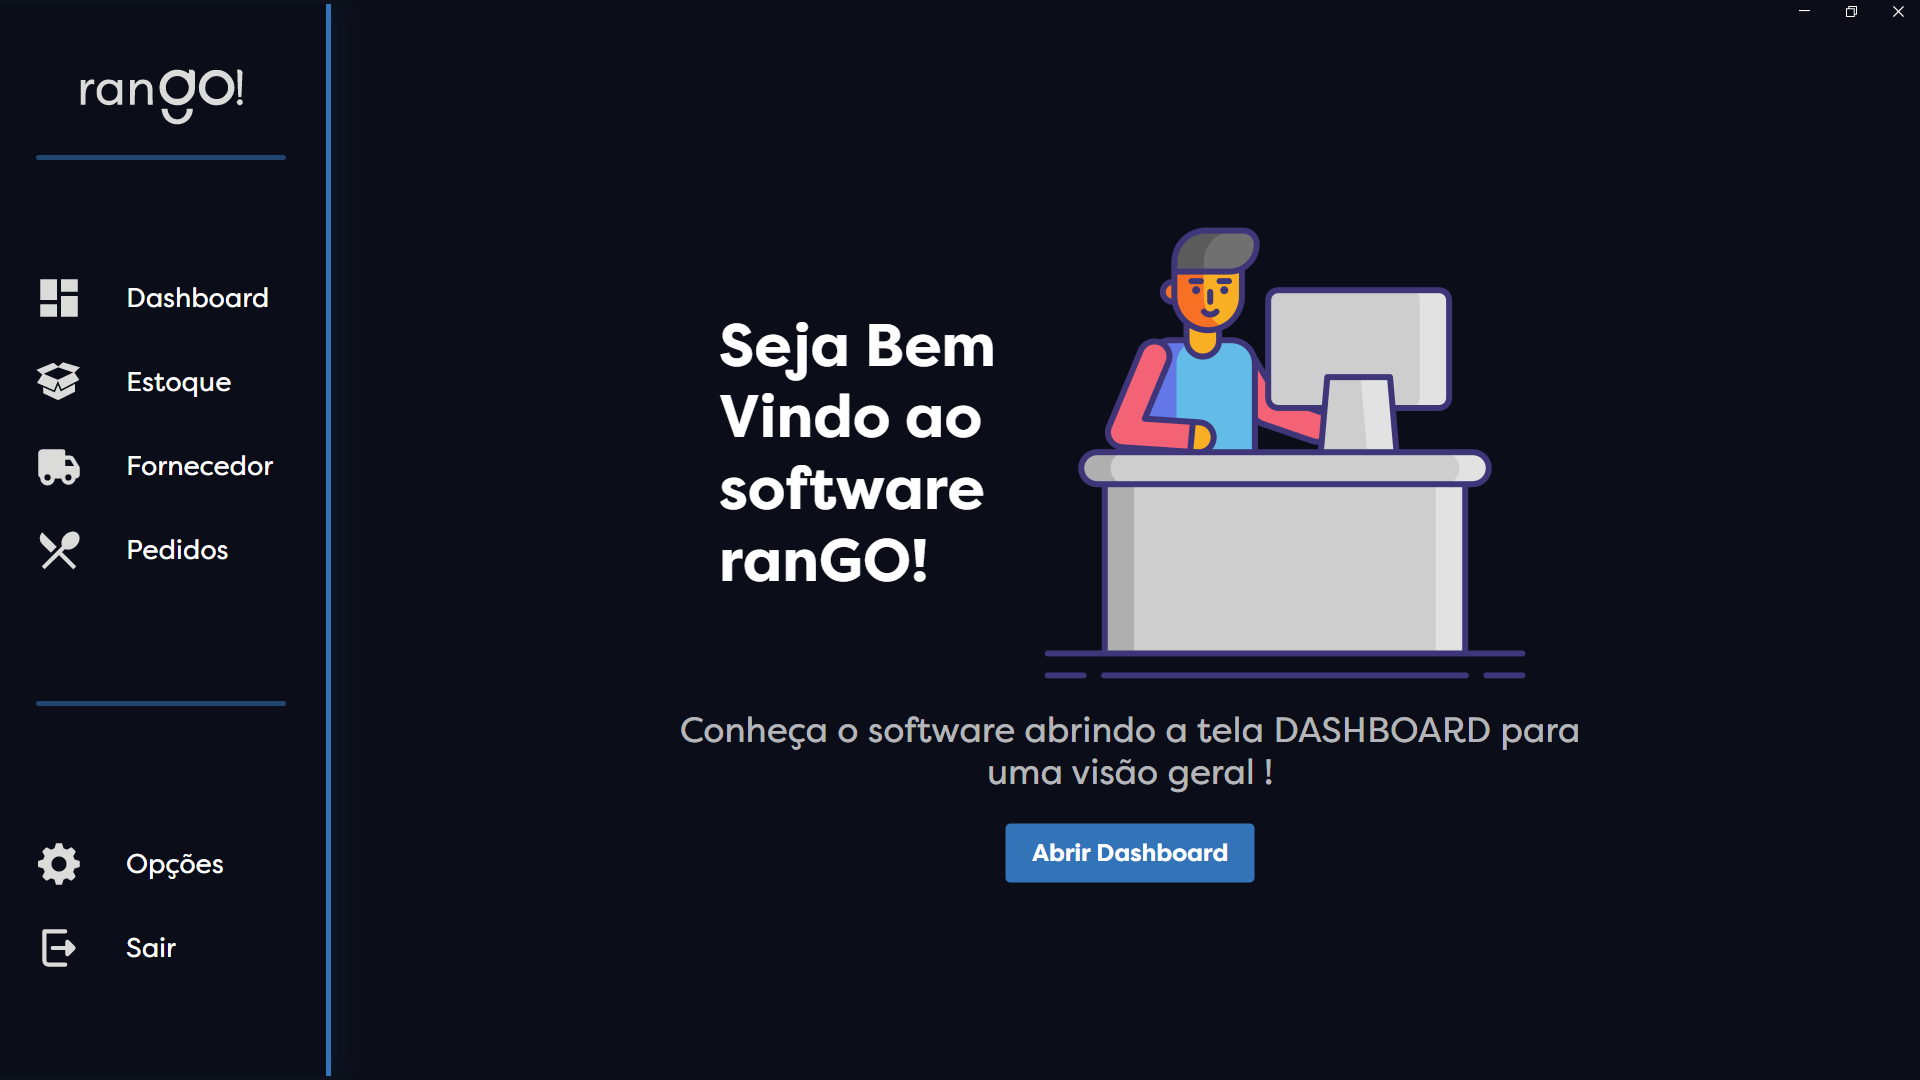 rango!
Dashboard
Estoque
Fornecedor
Pedidos
Opções
Sair
Seja Bem
Vindo ao
software
ranGO!
Conheça o software abrindo a tela DASHBOARD para
uma visão geral !
Abrir Dashboard